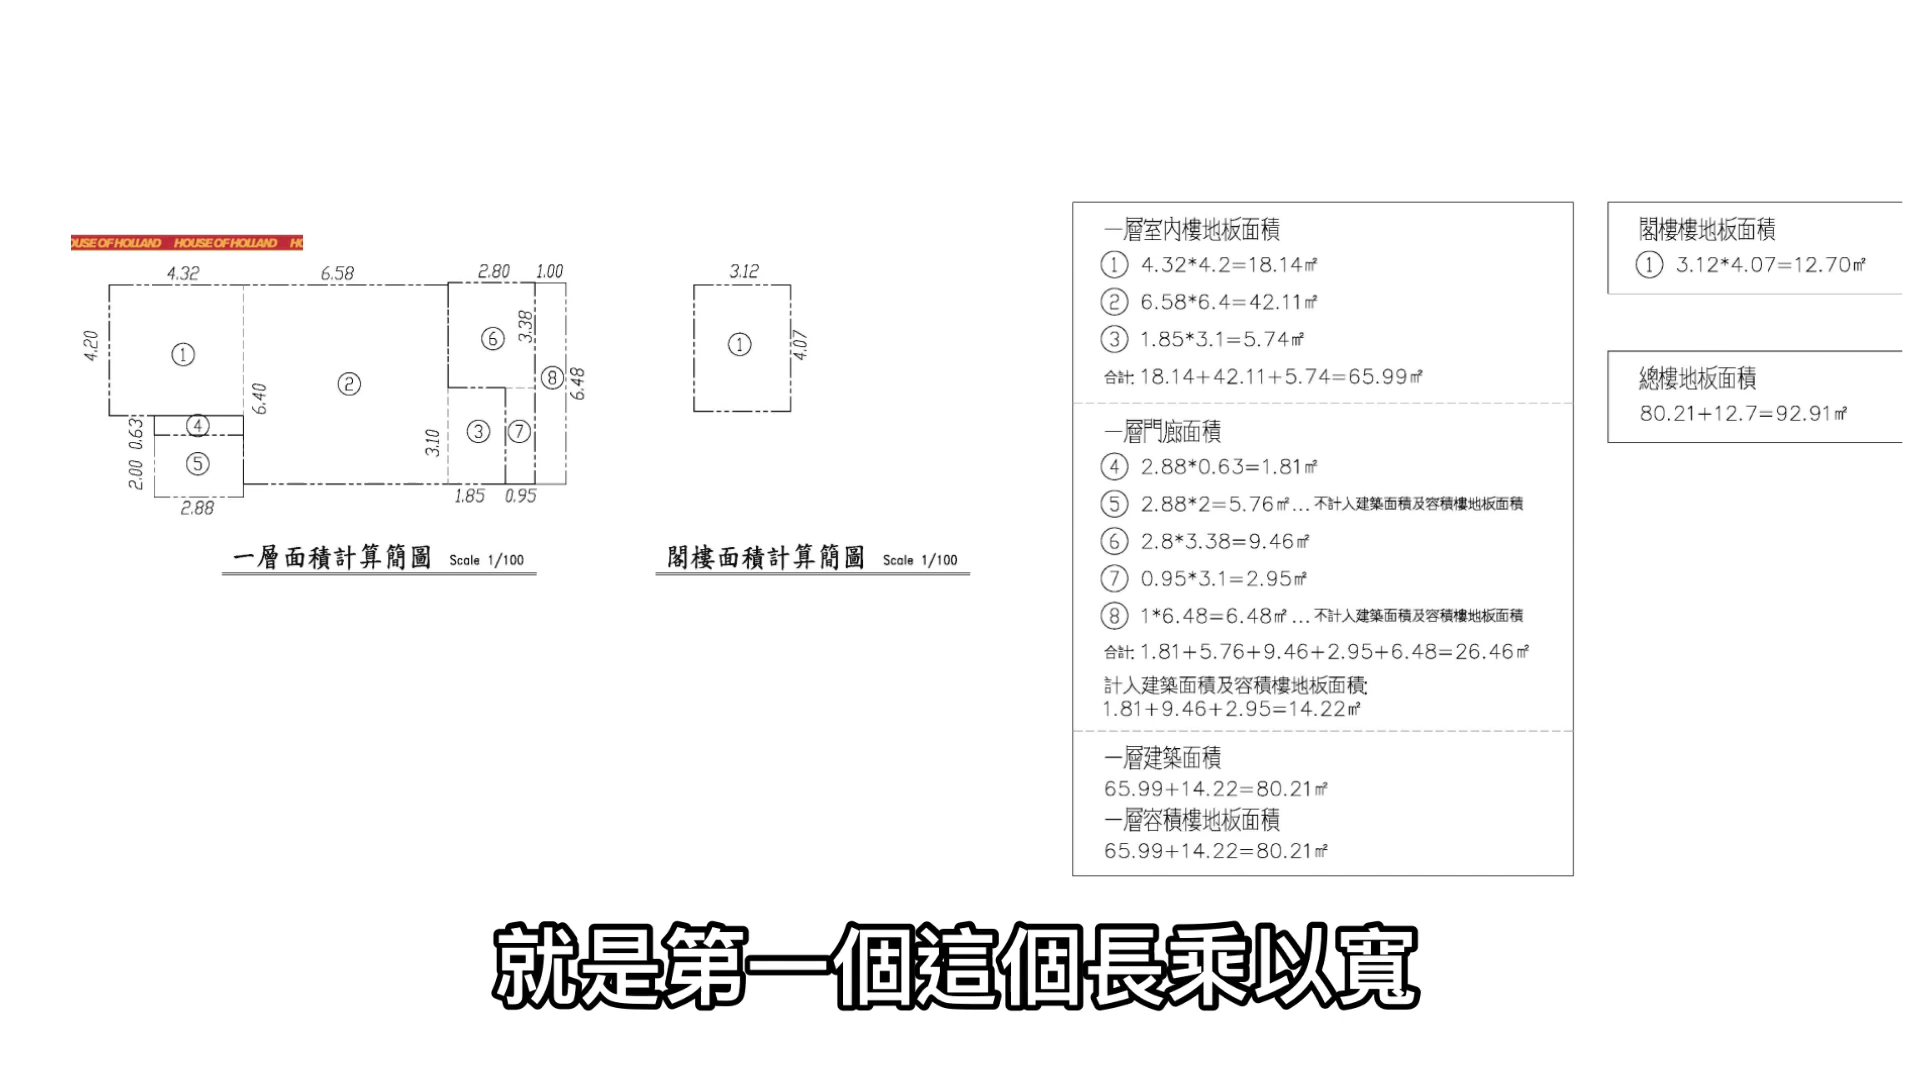 OUSE OF HOLLAND HOUSE OF HOLLAND HO
4.32 6.58 2.80 1.00
4.20 ① 6.40 ② ⑥ 3.38 ⑧ 6.48
④ 0.63
⑤ 2.00
3.10 ③ ⑦
2.88 1.85 0.95
一層面積計算簡圖 Scale 1/100
3.12
① 4.07
閣樓面積計算簡圖 Scale 1/100
一層室內樓地板面積
① 4.32*4.2=18.14㎡
② 6.58*6.4=42.11㎡
③ 1.85*3.1=5.74㎡
合計: 18.14+42.11+5.74=65.99㎡
一層門廊面積
④ 2.88*0.63=1.81㎡
⑤ 2.88*2=5.76㎡...不計入建築面積及容積樓地板面積
⑥ 2.8*3.38=9.46㎡
⑦ 0.95*3.1=2.95㎡
⑧ 1*6.48=6.48㎡...不計入建築面積及容積樓地板面積
合計: 1.81+5.76+9.46+2.95+6.48=26.46㎡
計入建築面積及容積樓地板面積:
1.81+9.46+2.95=14.22㎡
一層建築面積
65.99+14.22=80.21㎡
一層容積樓地板面積
65.99+14.22=80.21㎡
閣樓樓地板面積
① 3.12*4.07=12.70㎡
總樓地板面積
80.21+12.7=92.91㎡
就是第一個這個長乘以寬